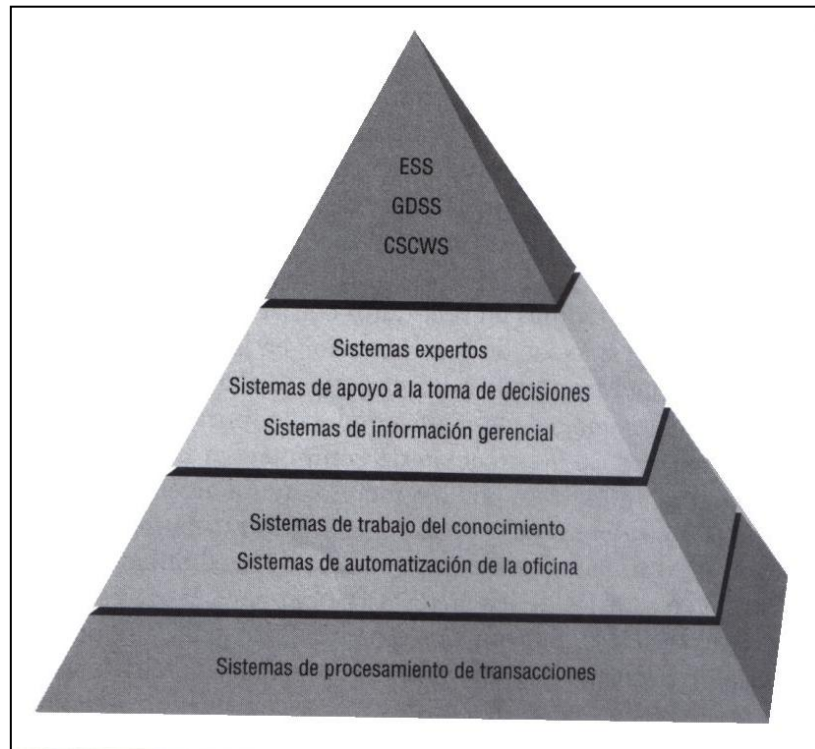 ESS
GDSS
CSCWS
Sistemas expertos
Sistemas de apoyo a la toma de decisiones
Sistemas de información gerencial
Sistemas de trabajo del conocimiento
Sistemas de automatización de la oficina
Sistemas de procesamiento de transacciones